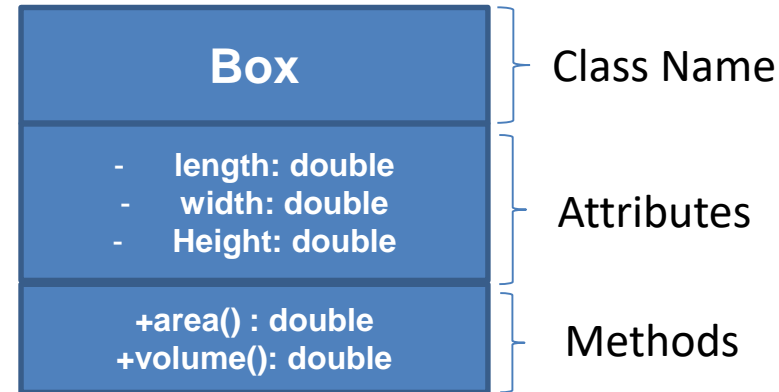 Box
Class Name
- length: double
- width: double
- Height: double
Attributes
+area() : double
+volume(): double
Methods